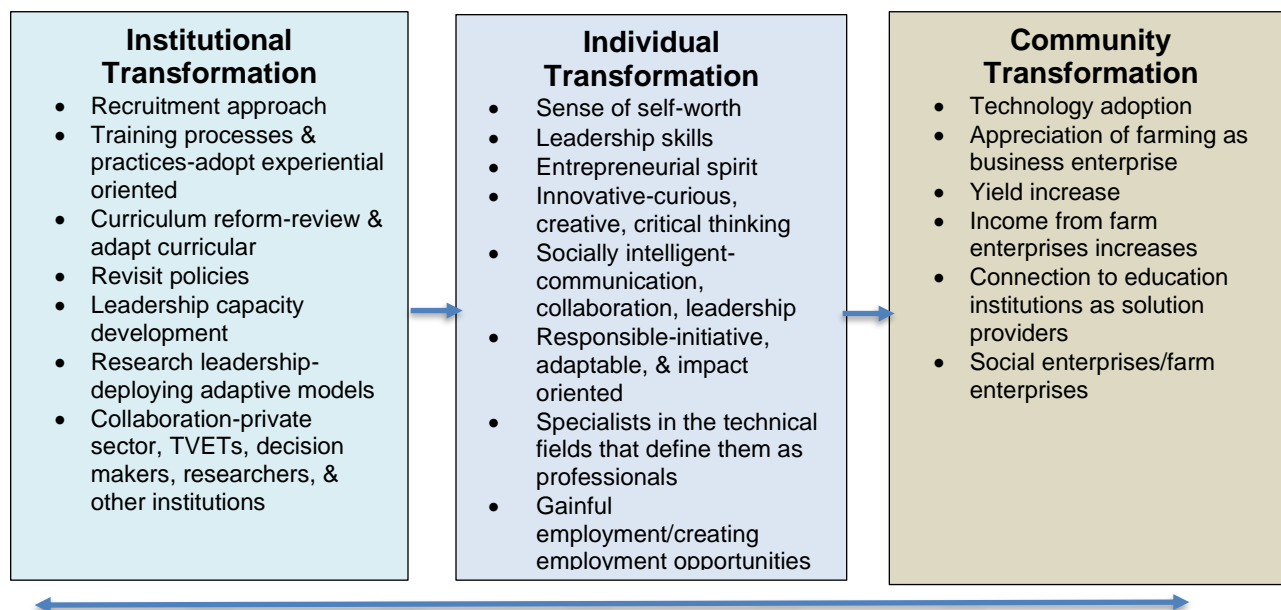 Institutional
Transformation
• Recruitment approach
• Training processes &
practices-adopt experiential
oriented
• Curriculum reform-review &
adapt curricular
• Revisit policies
• Leadership capacity
development
• Research leadership-
deploying adaptive models
• Collaboration-private
sector, TVETs, decision
makers, researchers, &
other institutions
Individual
Transformation
• Sense of self-worth
• Leadership skills
• Entrepreneurial spirit
• Innovative-curious,
creative, critical thinking
• Socially intelligent-
communication,
collaboration, leadership
• Responsible-initiative,
adaptable, & impact
oriented
• Specialists in the technical
fields that define them as
professionals
• Gainful
employment/creating
employment opportunities
Community
Transformation
• Technology adoption
• Appreciation of farming as
business enterprise
• Yield increase
• Income from farm
enterprises increases
• Connection to education
institutions as solution
providers
• Social enterprises/farm
enterprises